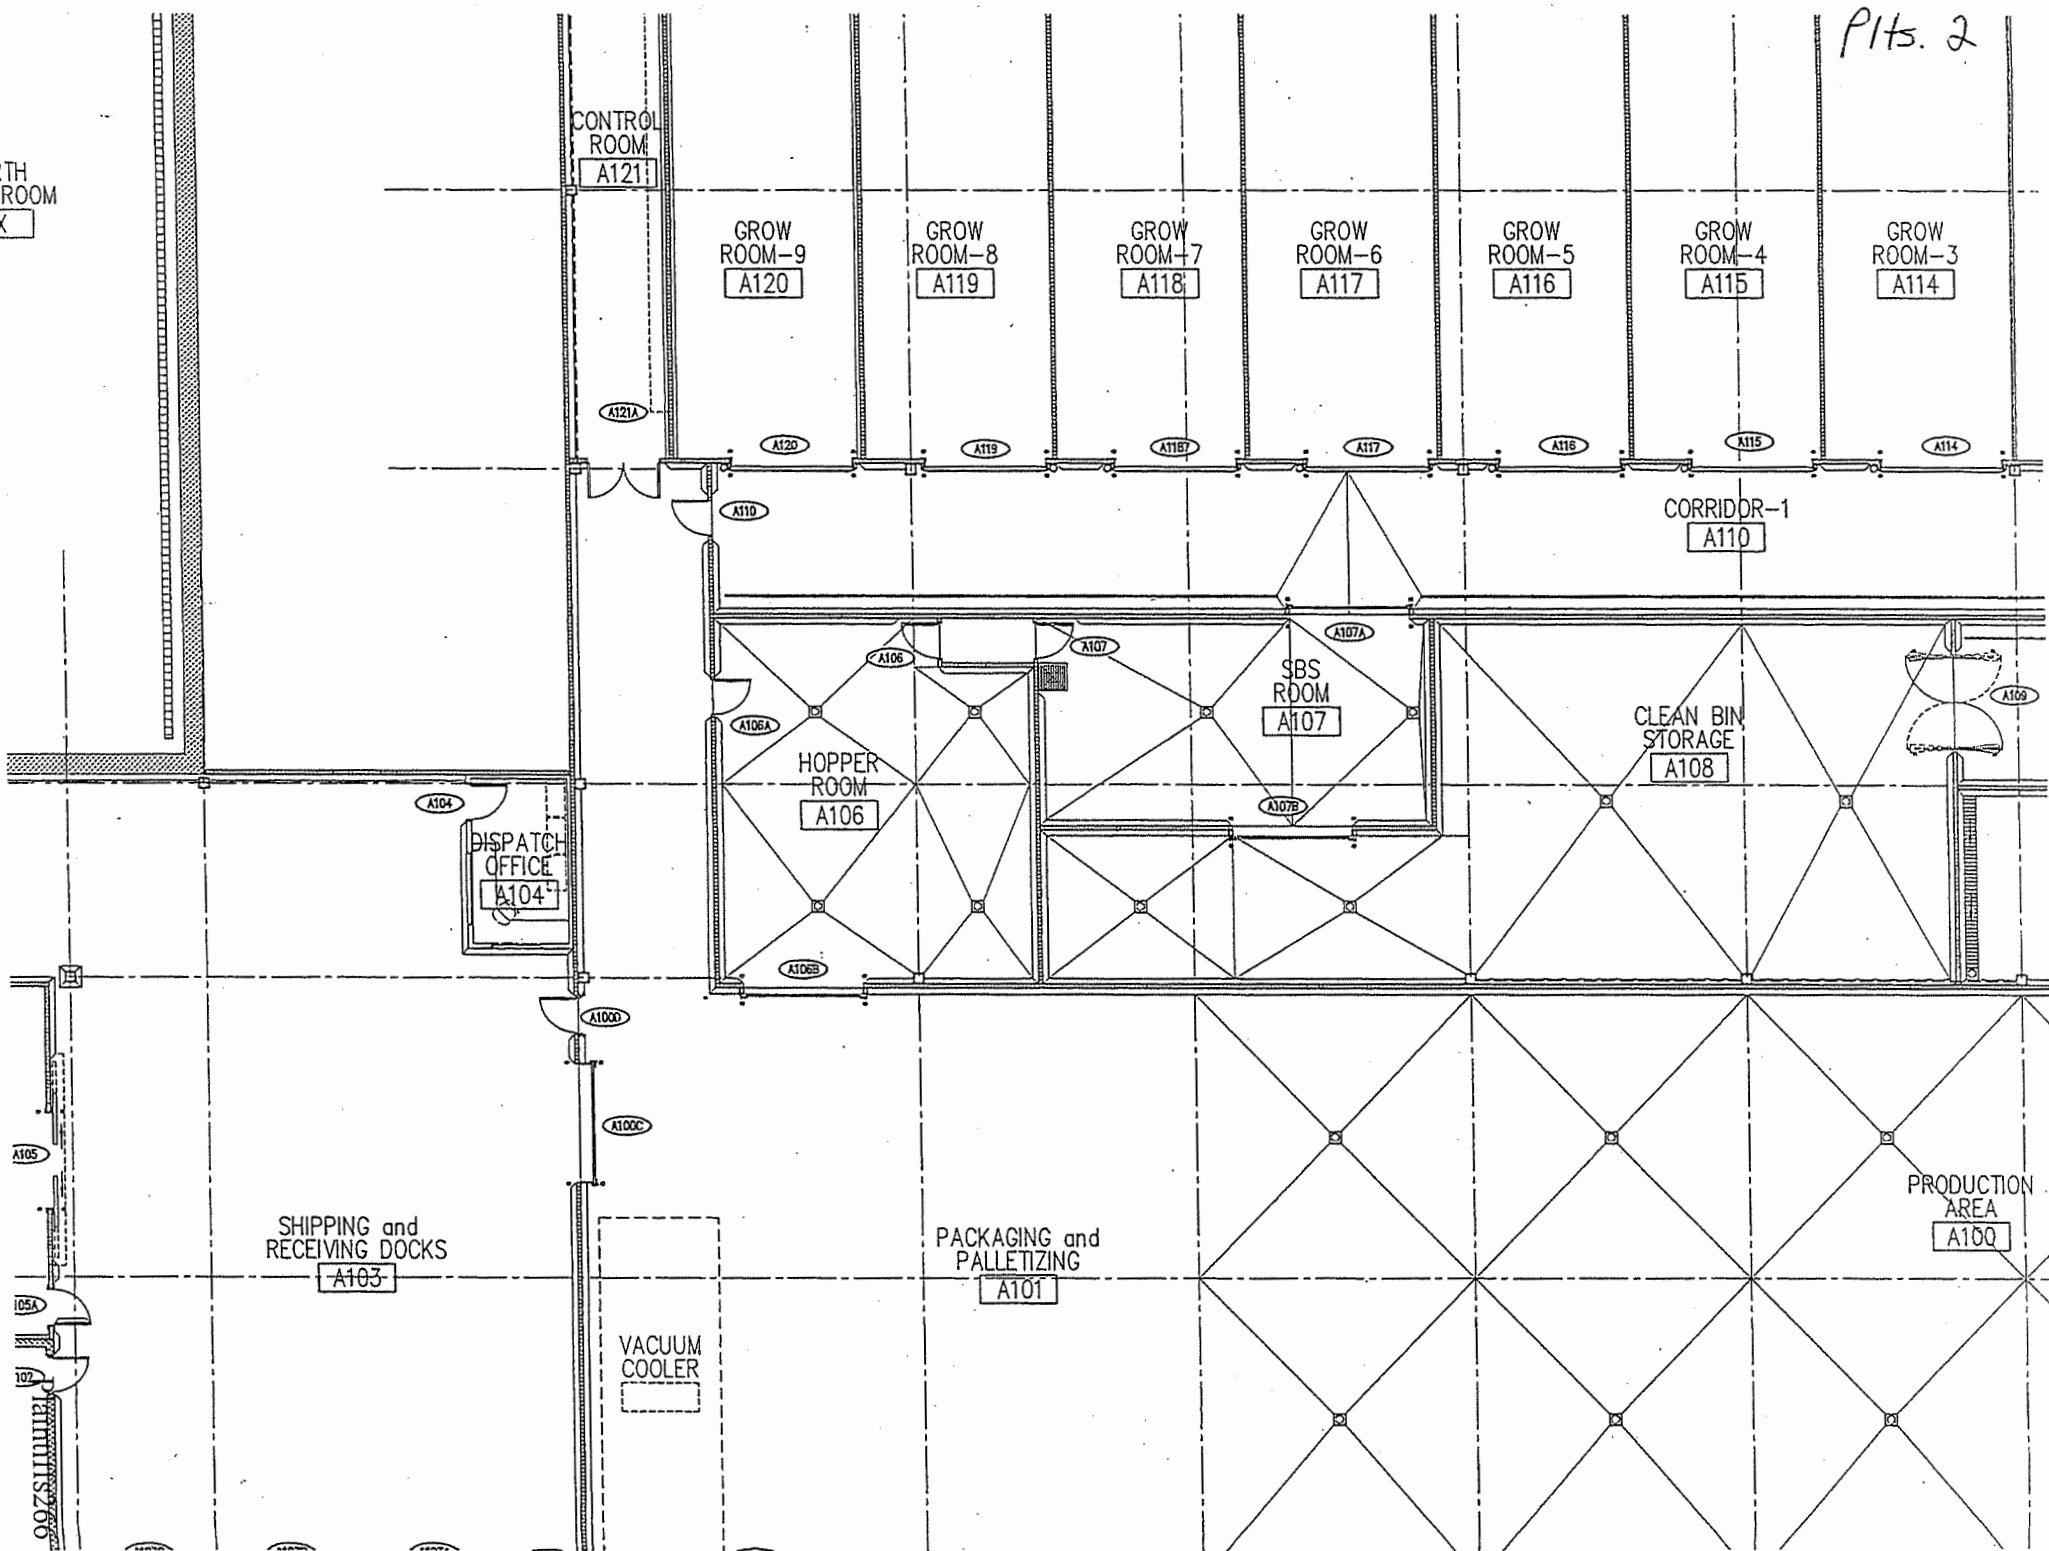 Plts. 2
CONTROL
ROOM
A121
ROOM
GROW
ROOM-9
A120
GROW
ROOM-8
A119
GROW
ROOM-7
A118
GROW
ROOM-6
A117
GROW
ROOM-5
A116
GROW
ROOM-4
A115
GROW
ROOM-3
A114
A121A
A120
A119
A118?
A117
A116
A115
A114
A110
CORRIDOR-1
A110
A106
A107
A107A
A106A
SBS
ROOM
A107
CLEAN BIN
STORAGE
A108
A109
HOPPER
ROOM
A106
A107B
A104
DISPATCH
OFFICE
A104
A106B
A100D
A100C
A105
SHIPPING and
RECEIVING DOCKS
A103
PACKAGING and
PALLETIZING
A101
PRODUCTION
AREA
A100
105A
VACUUM
COOLER
102